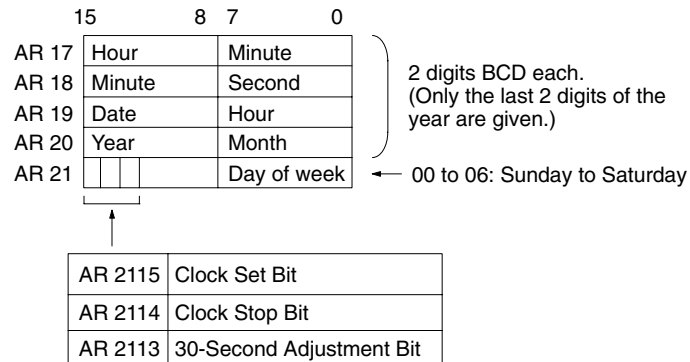 15 8 7 0
AR 17 Hour Minute
AR 18 Minute Second
AR 19 Date Hour
AR 20 Year Month
AR 21 Day of week
2 digits BCD each.
(Only the last 2 digits of the
year are given.)
00 to 06: Sunday to Saturday
AR 2115 Clock Set Bit
AR 2114 Clock Stop Bit
AR 2113 30-Second Adjustment Bit